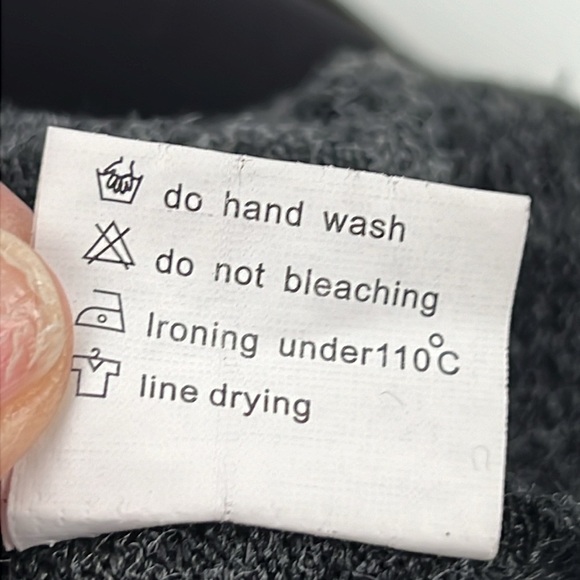 do hand wash
do not bleaching
Ironing under110°C
line drying